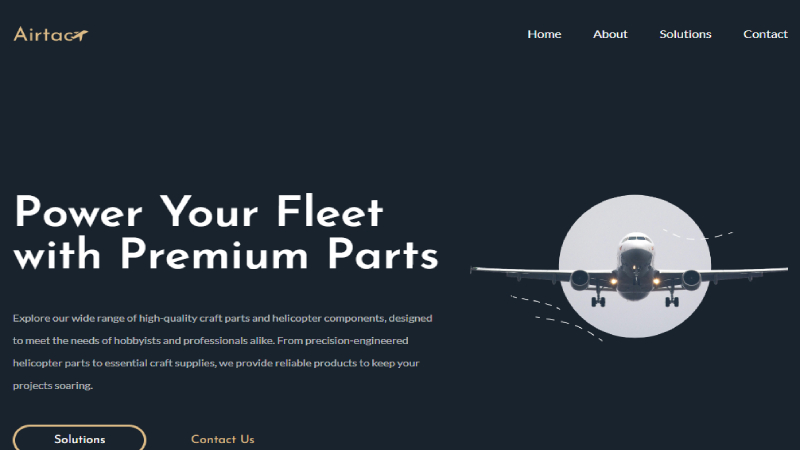 Airtact
Home About Solutions Contact
Power Your Fleet
with Premium Parts
Explore our wide range of high-quality craft parts and helicopter components, designed
to meet the needs of hobbyists and professionals alike. From precision-engineered
helicopter parts to essential craft supplies, we provide reliable products to keep your
projects soaring.
Solutions Contact Us